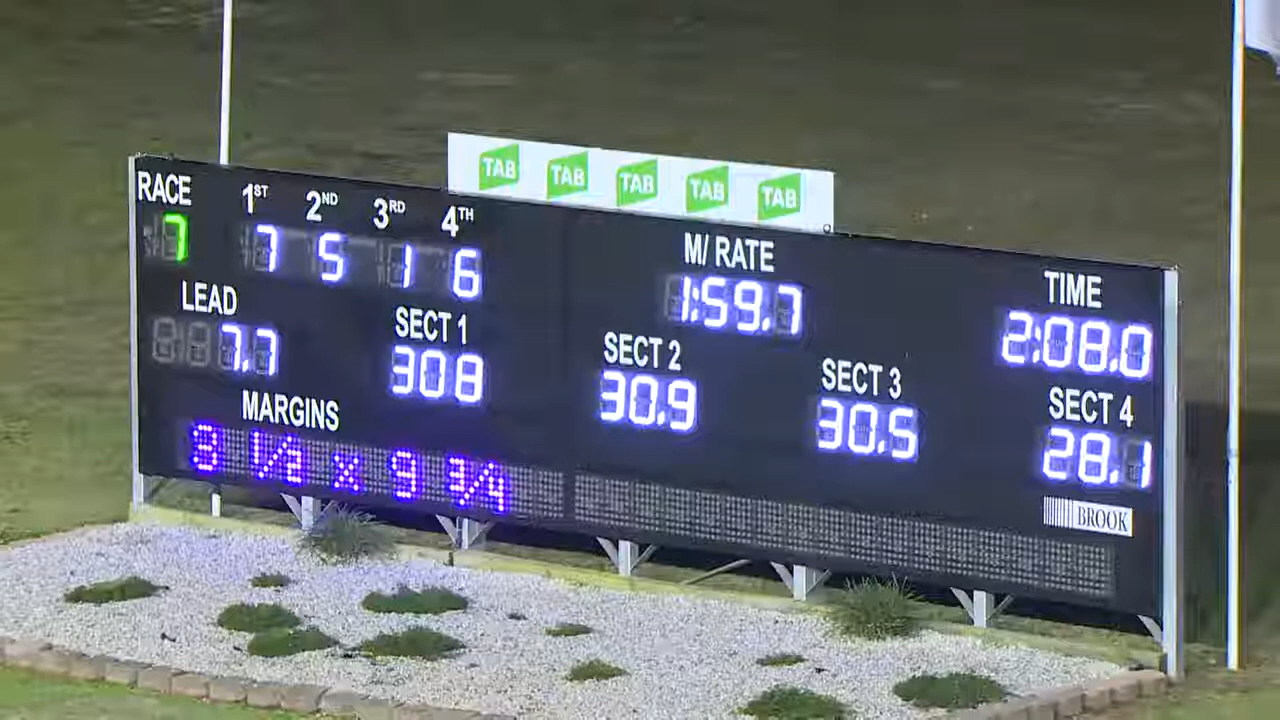 TAB TAB TAB TAB TAB
RACE 1ST 2ND 3RD 4TH
7 7 5 1 6
M/ RATE
1:59.7
TIME
2:08.0
LEAD
7.7
SECT 1
308
SECT 2
30.9
SECT 3
30.5
SECT 4
28.1
MARGINS
8 1/2 x 9 3/4
BROOK